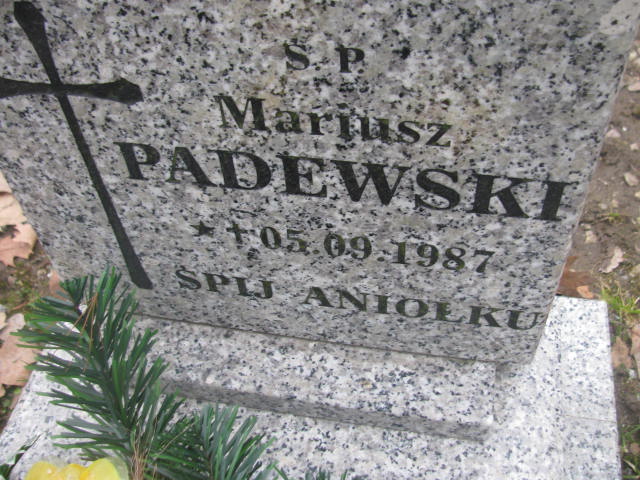 Ś P
Mariusz
PADEWSKI
★ ✝ 05.09.1987
ŚPIJ ANIOŁKU